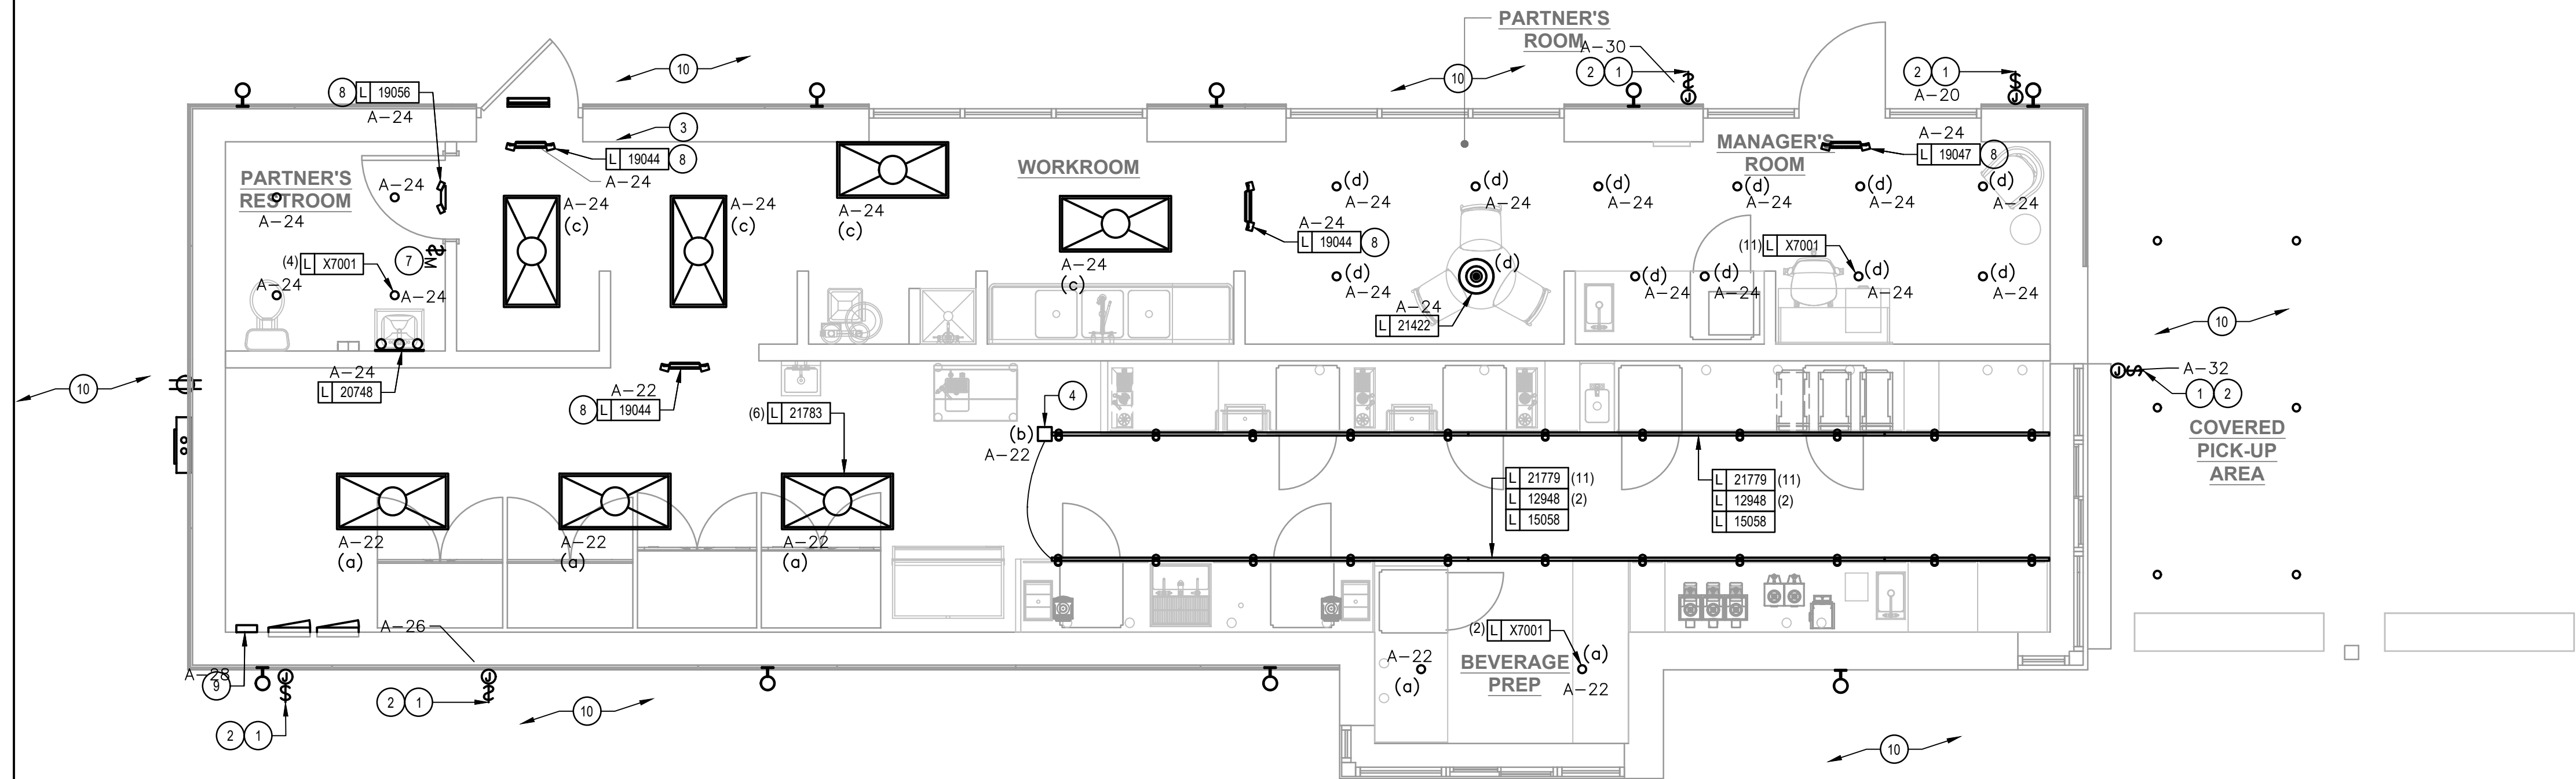 PARTNER'S
ROOM
A-30
2
1
10
10
2
1
A-20
8
L 19056
A-24
3
L 19044
8
A-24
PARTNER'S
RESTROOM
A-24
A-24
(4)
L X7001
7
M
A-24
A-24
A-24
L 20748
A-24
(c)
A-24
(c)
A-24
(c)
WORKROOM
A-24
(c)
A-24
L 19044
8
(d)
A-24
(d)
A-24
(d)
A-24
MANAGER'S
ROOM
(d)
A-24
(d)
A-24
(d)
A-24
A-24
L 19047
8
(d)
A-24
(d)
A-24
L 21422
(d)
A-24
(d)
A-24
(11)
L X7001
(d)
A-24
(d)
A-24
10
10
A-22
8
L 19044
(6)
L 21783
4
(b)
A-22
J
S
A-32
1
2
COVERED
PICK-UP
AREA
A-22
(a)
A-22
(a)
A-22
(a)
L 21779 (11)
L 12948 (2)
L 15058
L 21779 (11)
L 12948 (2)
L 15058
A-26
A-28
9
J
S
2
1
J
S
2
1
10
(2)
L X7001
A-22
(a)
BEVERAGE
PREP
(a)
A-22
10
J
S
J
S